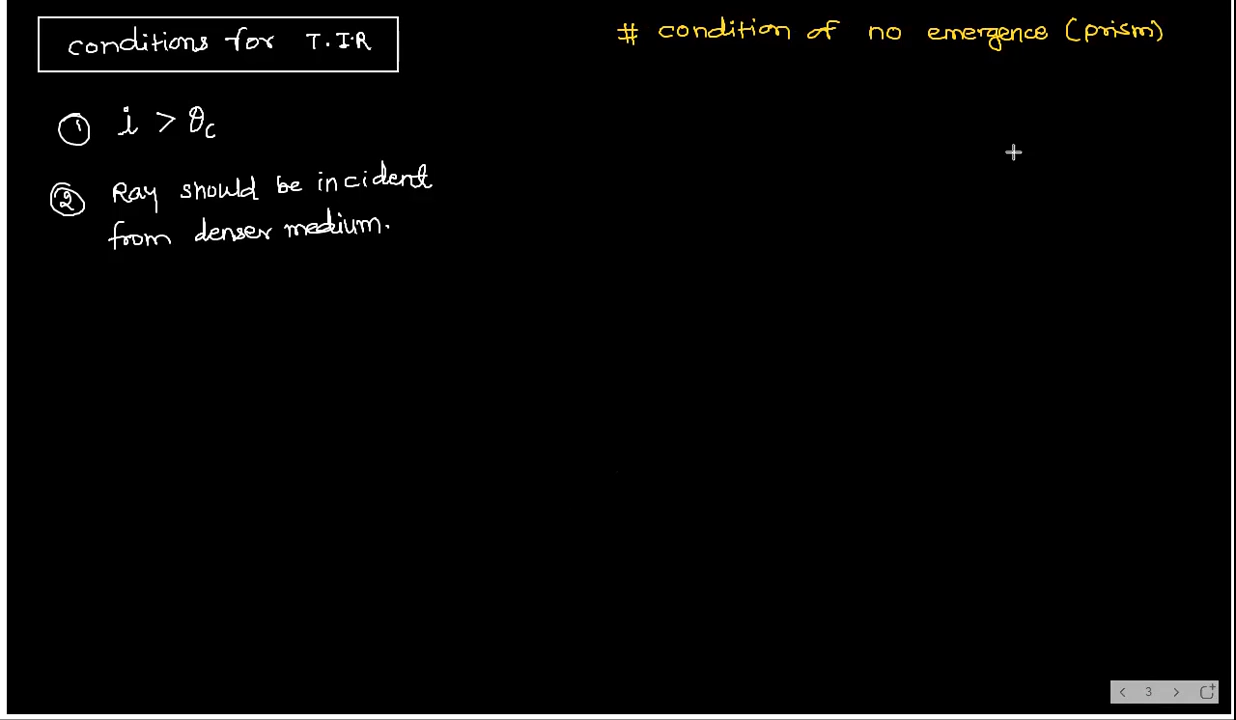 conditions for T.I.R
# condition of no emergence (prism)
① i > θc
② Ray should be incident
from denser medium.
< 3 >